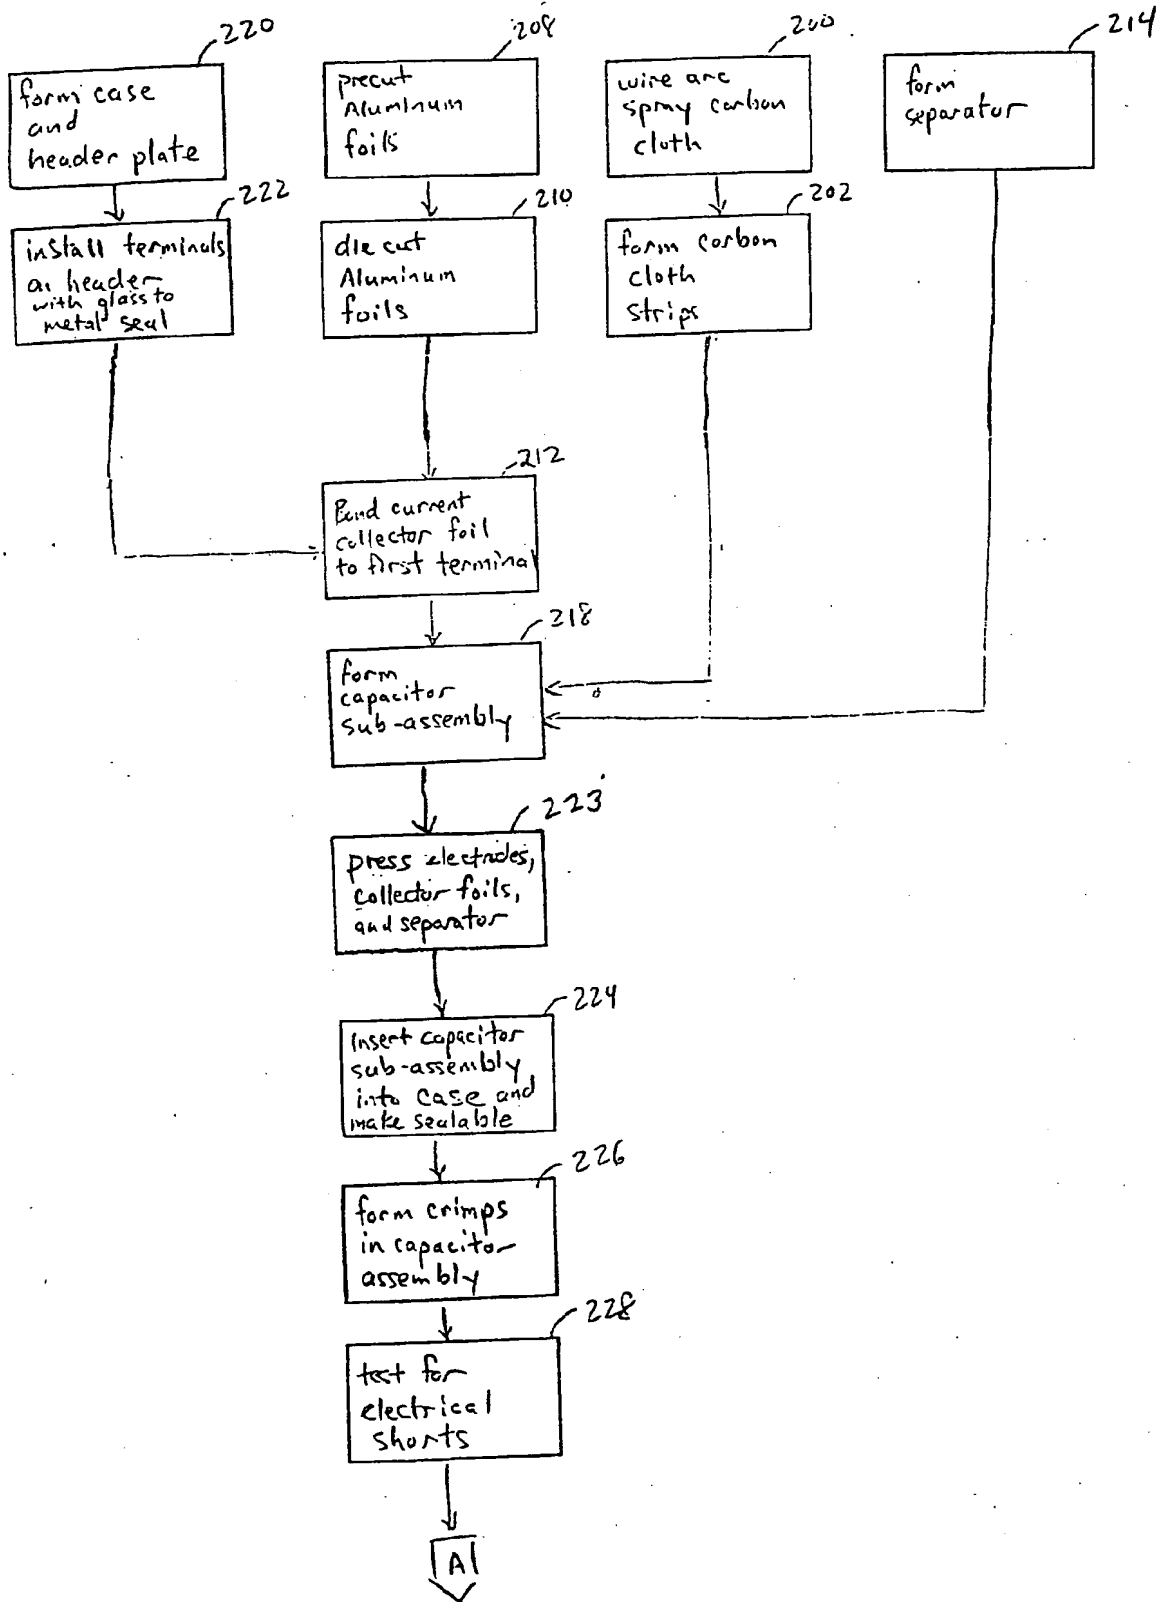 220
form case
and
header plate
208
precut
Aluminum
foils
200
wire arc
spray carbon
cloth
214
form
separator
222
install terminals
on header
with glass to
metal seal
210
die cut
Aluminum
foils
202
form carbon
cloth
strips
212
Bond current
collector foil
to first terminal
218
form
capacitor
sub-assembly
223
press electrodes,
collector foils,
and separator
224
Insert capacitor
sub-assembly
into case and
make sealable
226
form crimps
in capacitor
assembly
228
test for
electrical
shorts
A